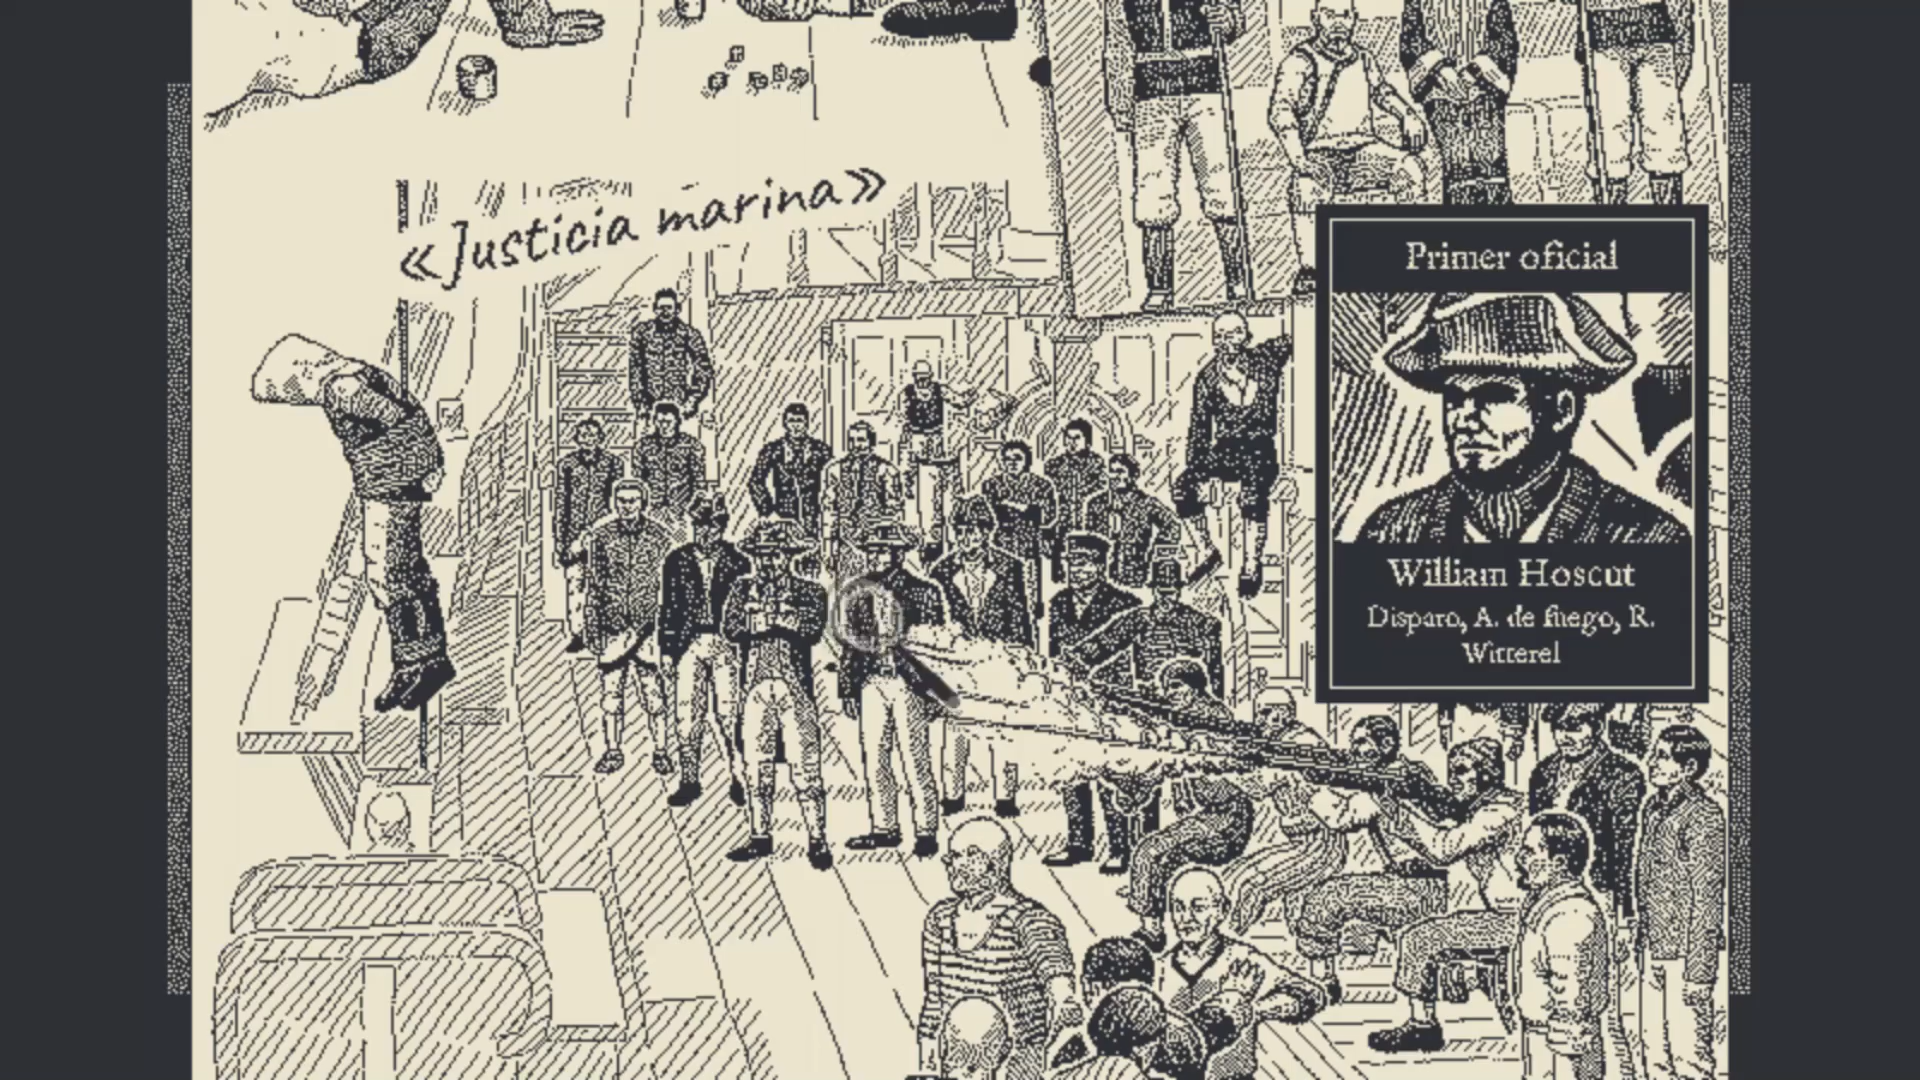 «Justicia marina»
Primer oficial
William Hoscut
Disparo, A. de fuego, R.
Witterel